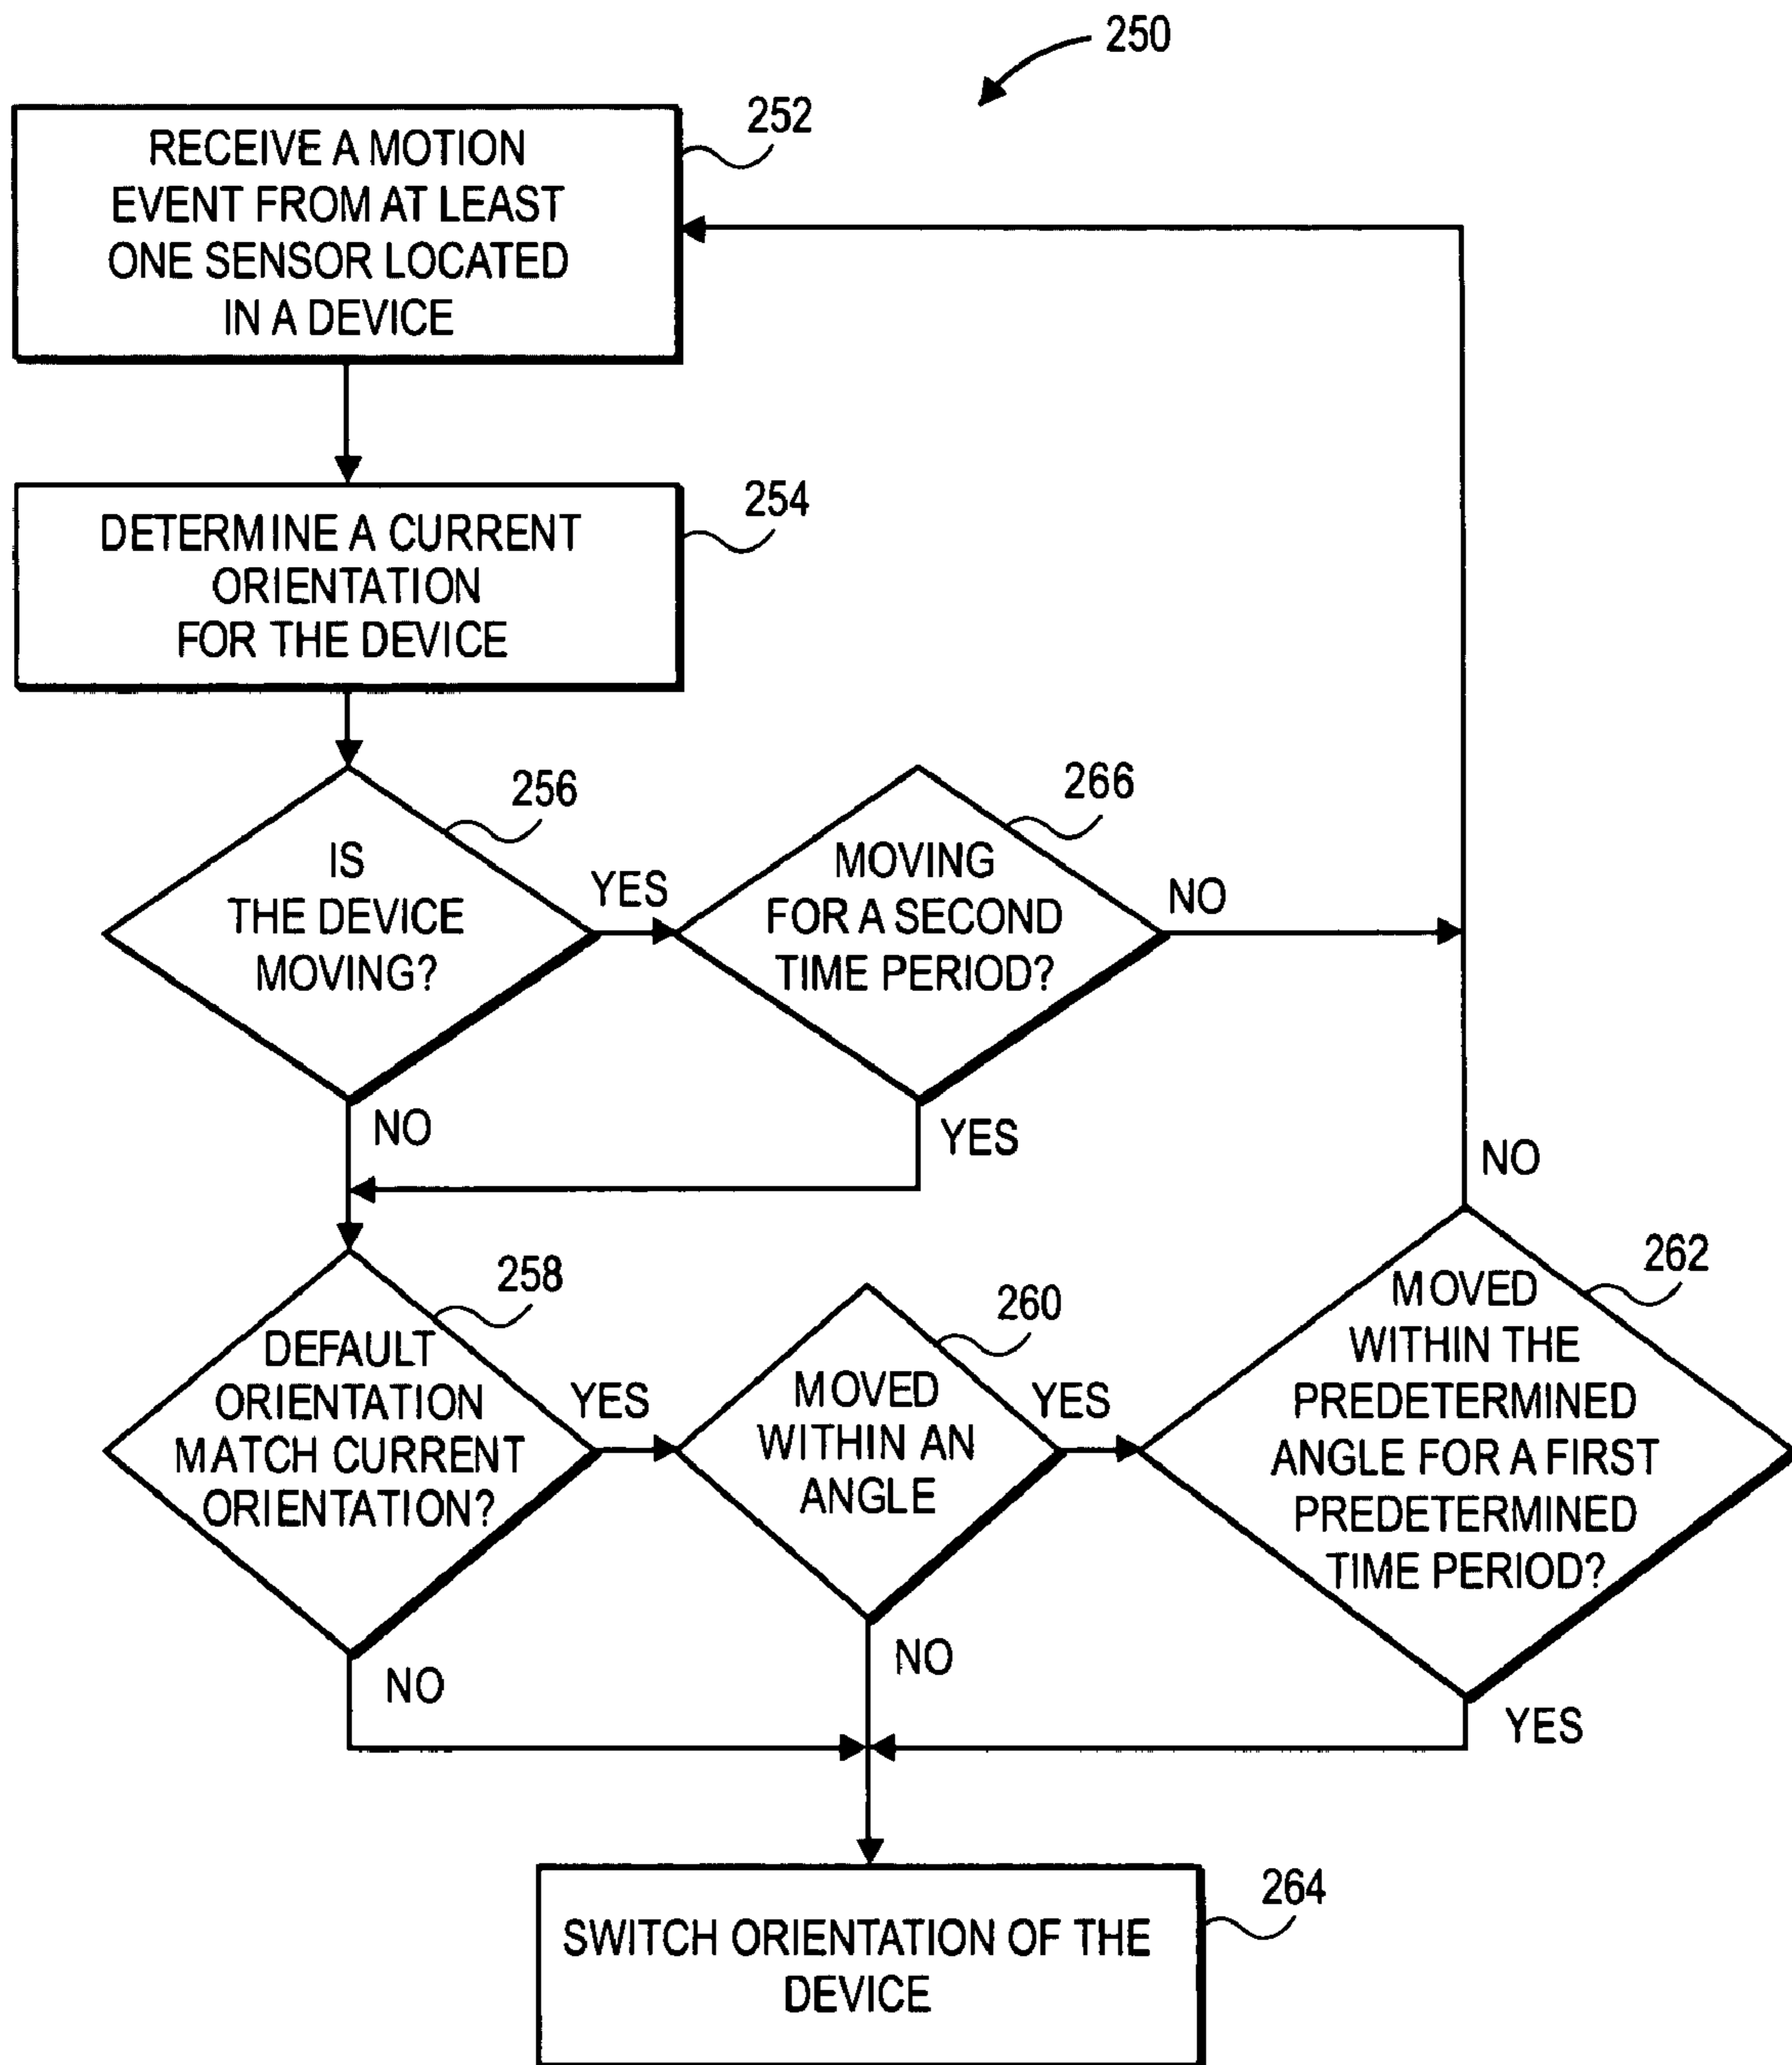 250
252
RECEIVE A MOTION
EVENT FROM AT LEAST
ONE SENSOR LOCATED
IN A DEVICE
254
DETERMINE A CURRENT
ORIENTATION
FOR THE DEVICE
256
IS
THE DEVICE
MOVING?
YES
NO
266
MOVING
FOR A SECOND
TIME PERIOD?
NO
YES
258
DEFAULT
ORIENTATION
MATCH CURRENT
ORIENTATION?
YES
NO
260
MOVED
WITHIN AN
ANGLE
YES
NO
262
MOVED
WITHIN THE
PREDETERMINED
ANGLE FOR A FIRST
PREDETERMINED
TIME PERIOD?
NO
YES
264
SWITCH ORIENTATION OF THE
DEVICE